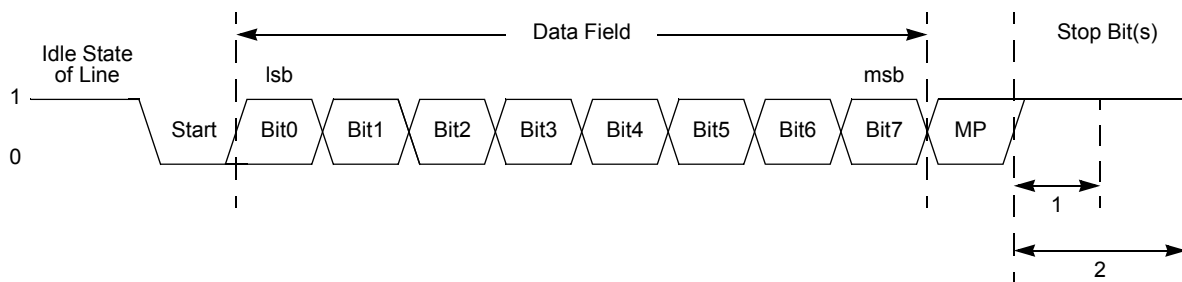 Data Field
Stop Bit(s)
Idle State
of Line
lsb
msb
1
Start
Bit0
Bit1
Bit2
Bit3
Bit4
Bit5
Bit6
Bit7
MP
0
1
2